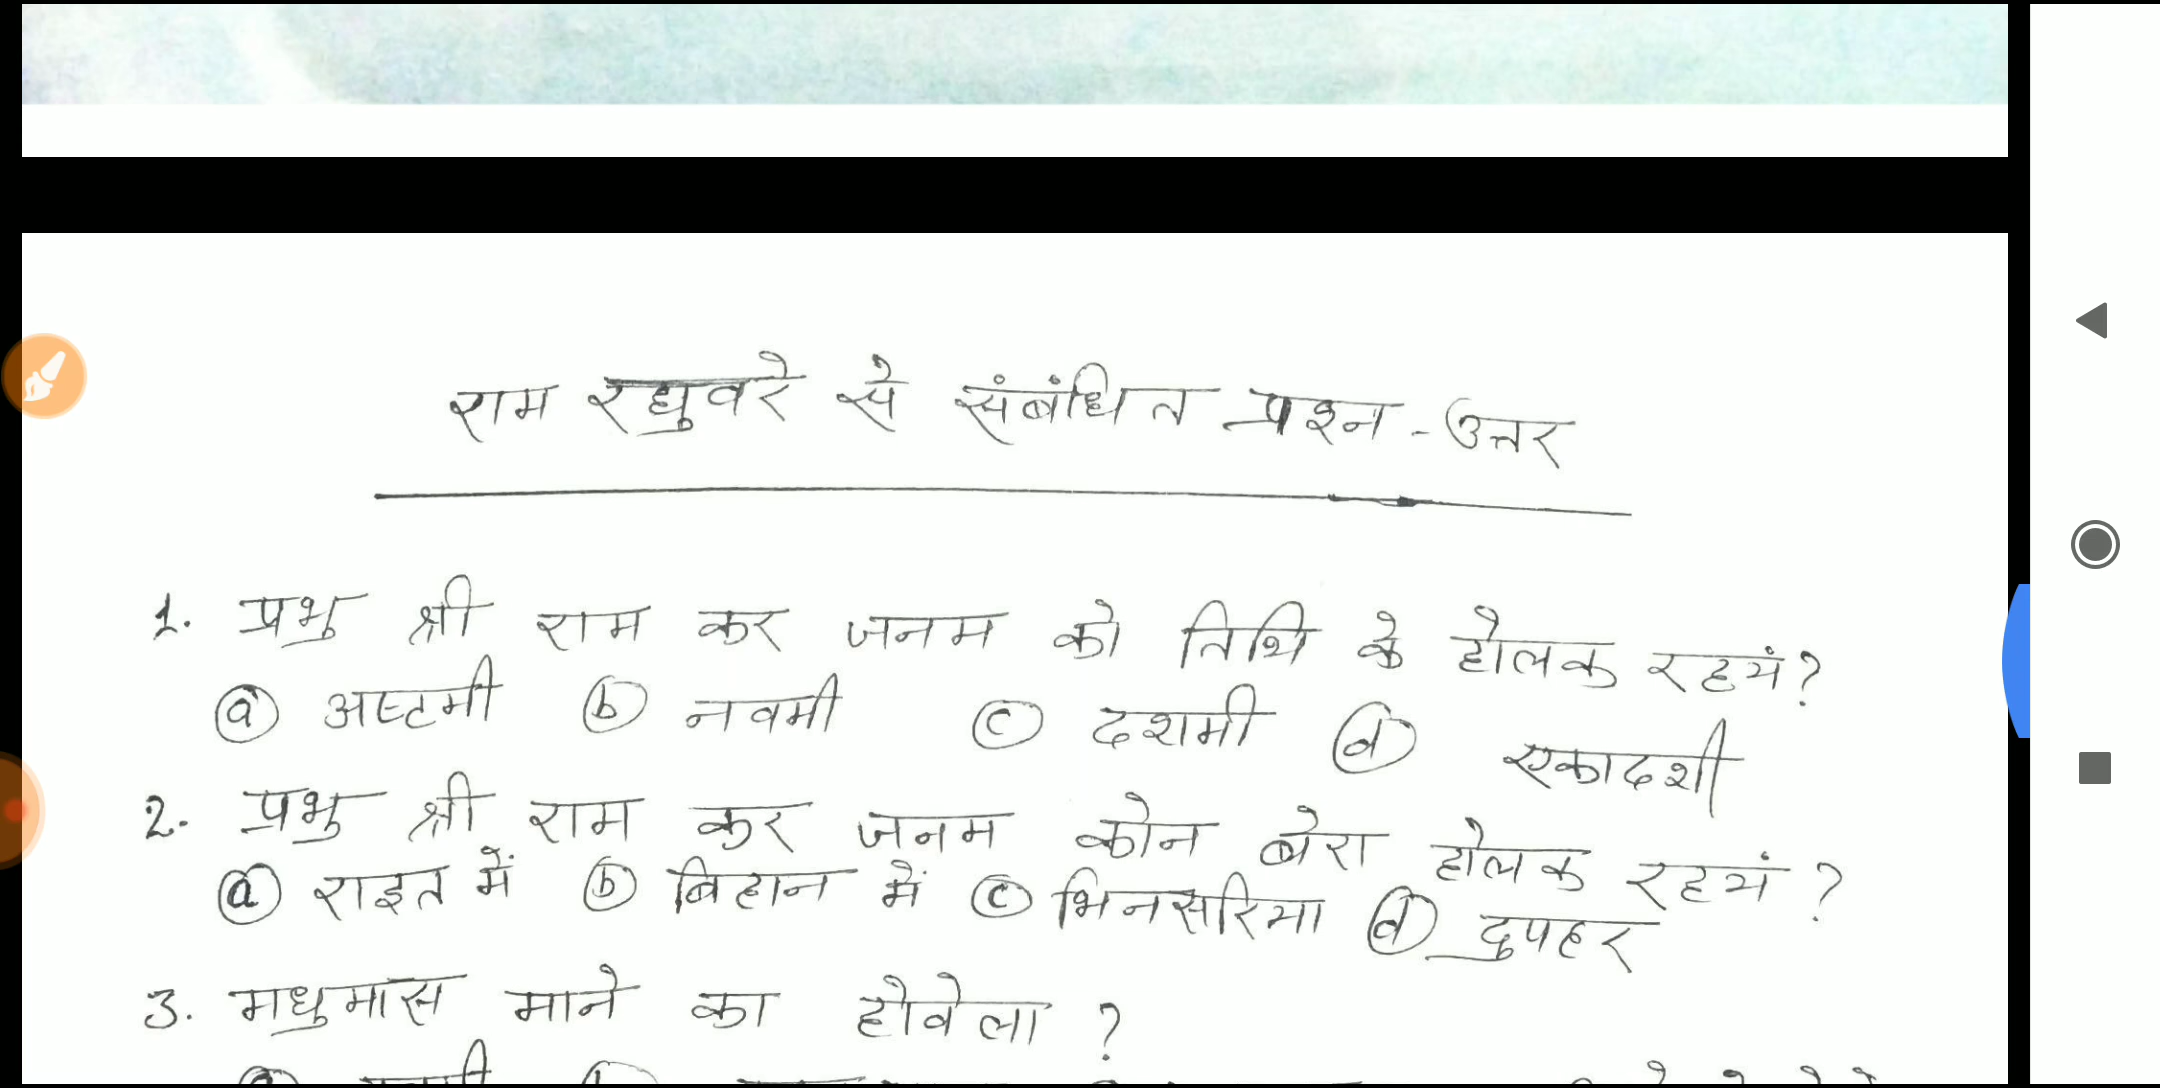 राम रघुवरे से संबंधित प्रश्न-उत्तर
1. प्रभु श्री राम कर जनम को तिथि के होलक रहयं?
ⓐ अष्टमी ⓑ नवमी ⓒ दशमी ⓓ एकादशी
2. प्रभु श्री राम कर जनम कोन बेरा होलक रहयं?
ⓐ राइत में ⓑ बिहान में ⓒ भिनसरिया ⓓ दुपहर
3. मधुमास माने का होवेला?